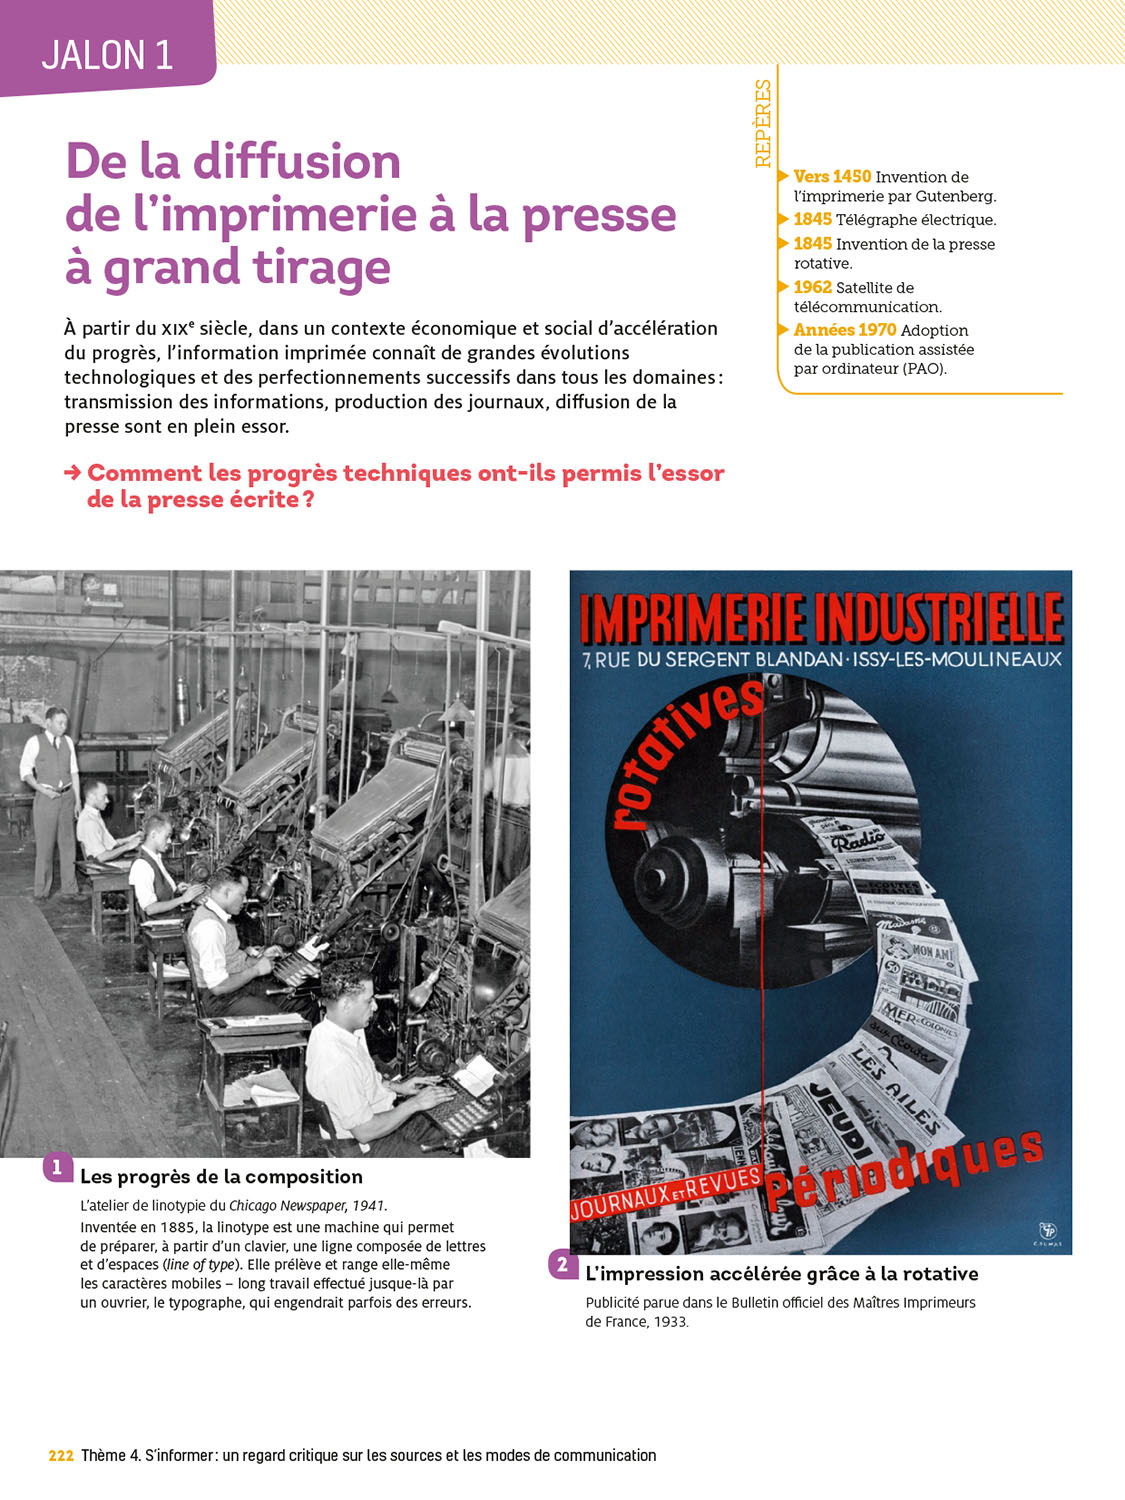 JALON 1
De la diffusion
de l’imprimerie à la presse
à grand tirage
À partir du XIXe siècle, dans un contexte économique et social d’accélération
du progrès, l’information imprimée connaît de grandes évolutions
technologiques et des perfectionnements successifs dans tous les domaines :
transmission des informations, production des journaux, diffusion de la
presse sont en plein essor.
→ Comment les progrès techniques ont-ils permis l’essor
de la presse écrite ?
REPÈRES
Vers 1450 Invention de
l’imprimerie par Gutenberg.
1845 Télégraphe électrique.
1845 Invention de la presse
rotative.
1962 Satellite de
télécommunication.
Années 1970 Adoption
de la publication assistée
par ordinateur (PAO).
1
Les progrès de la composition
L’atelier de linotypie du Chicago Newspaper, 1941.
Inventée en 1885, la linotype est une machine qui permet
de préparer, à partir d’un clavier, une ligne composée de lettres
et d’espaces (line of type). Elle prélève et range elle-même
les caractères mobiles – long travail effectué jusque-là par
un ouvrier, le typographe, qui engendrait parfois des erreurs.
IMPRIMERIE INDUSTRIELLE
7, RUE DU SERGENT BLANDAN · ISSY-LES-MOULINEAUX
rotatives
Radio
Madame
MON AMI
MER-COLONIES
LES AILES
JEUDI
JOURNAUX ET REVUES
Périodiques
2
L’impression accélérée grâce à la rotative
Publicité parue dans le Bulletin officiel des Maîtres Imprimeurs
de France, 1933.
222 Thème 4. S’informer : un regard critique sur les sources et les modes de communication